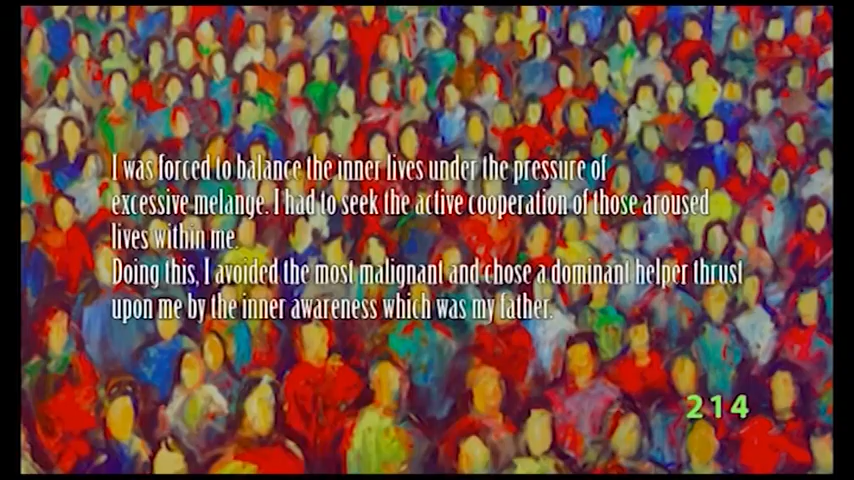 I was forced to balance the inner lives under the pressure of
excessive melange. I had to seek the active cooperation of those aroused
lives within me.
Doing this, I avoided the most malignant and chose a dominant helper thrust
upon me by the inner awareness which was my father.
214